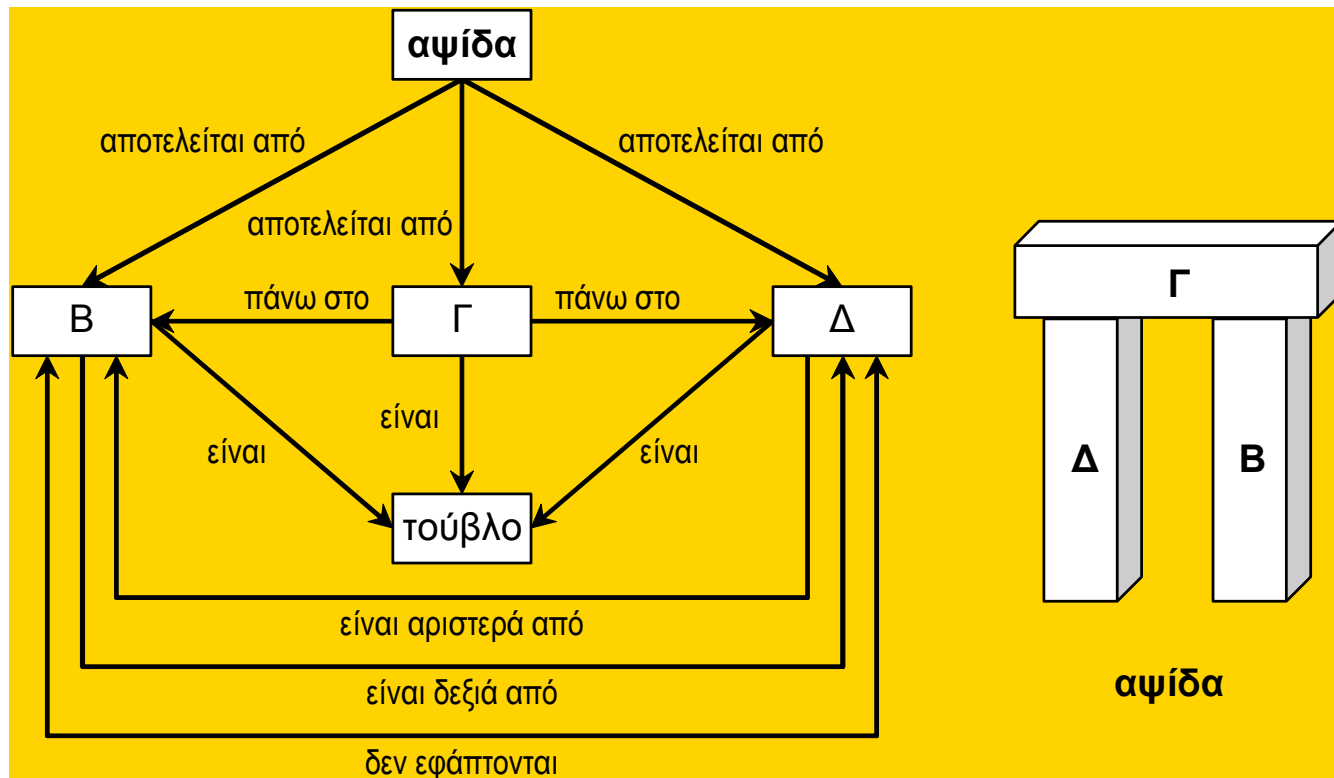 αψίδα
αποτελείται από
αποτελείται από
αποτελείται από
Β
πάνω στο
Γ
πάνω στο
Δ
είναι
είναι
είναι
τούβλο
είναι αριστερά από
είναι δεξιά από
δεν εφάπτονται
Γ
Δ
Β
αψίδα